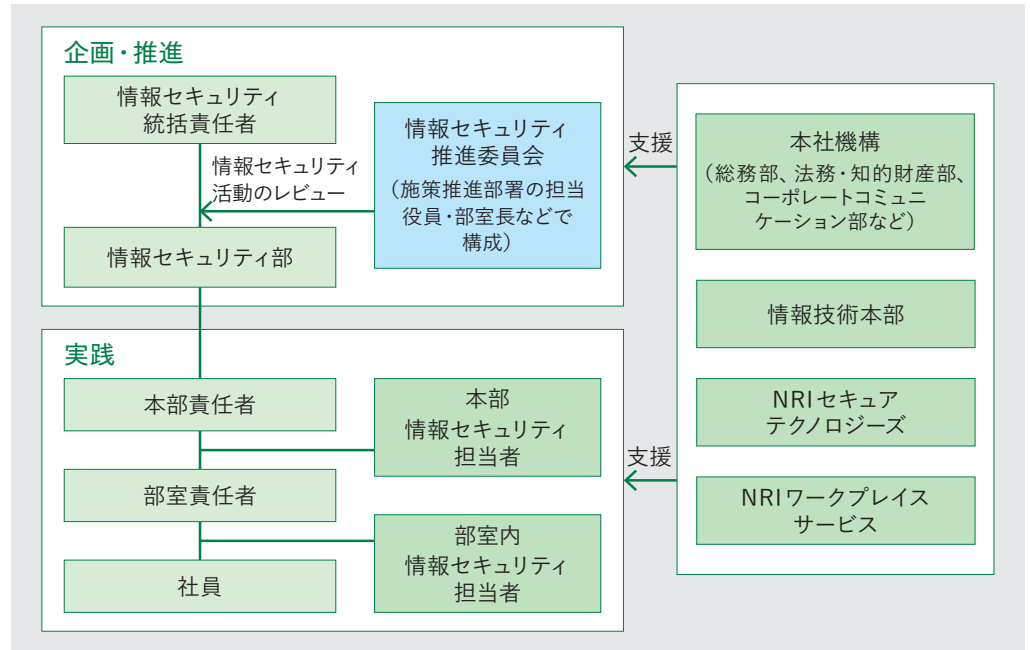 企画・推進
情報セキュリティ
統括責任者
情報セキュリティ
活動のレビュー
情報セキュリティ部
情報セキュリティ
推進委員会
（施策推進部署の担当
役員・部室長などで
構成）
実践
本部責任者
本部
情報セキュリティ
担当者
部室責任者
部室内
情報セキュリティ
担当者
社員
支援
支援
本社機構
（総務部、法務・知的財産部、
コーポレートコミュニ
ケーション部など）
情報技術本部
NRIセキュア
テクノロジーズ
NRIワークプレイス
サービス